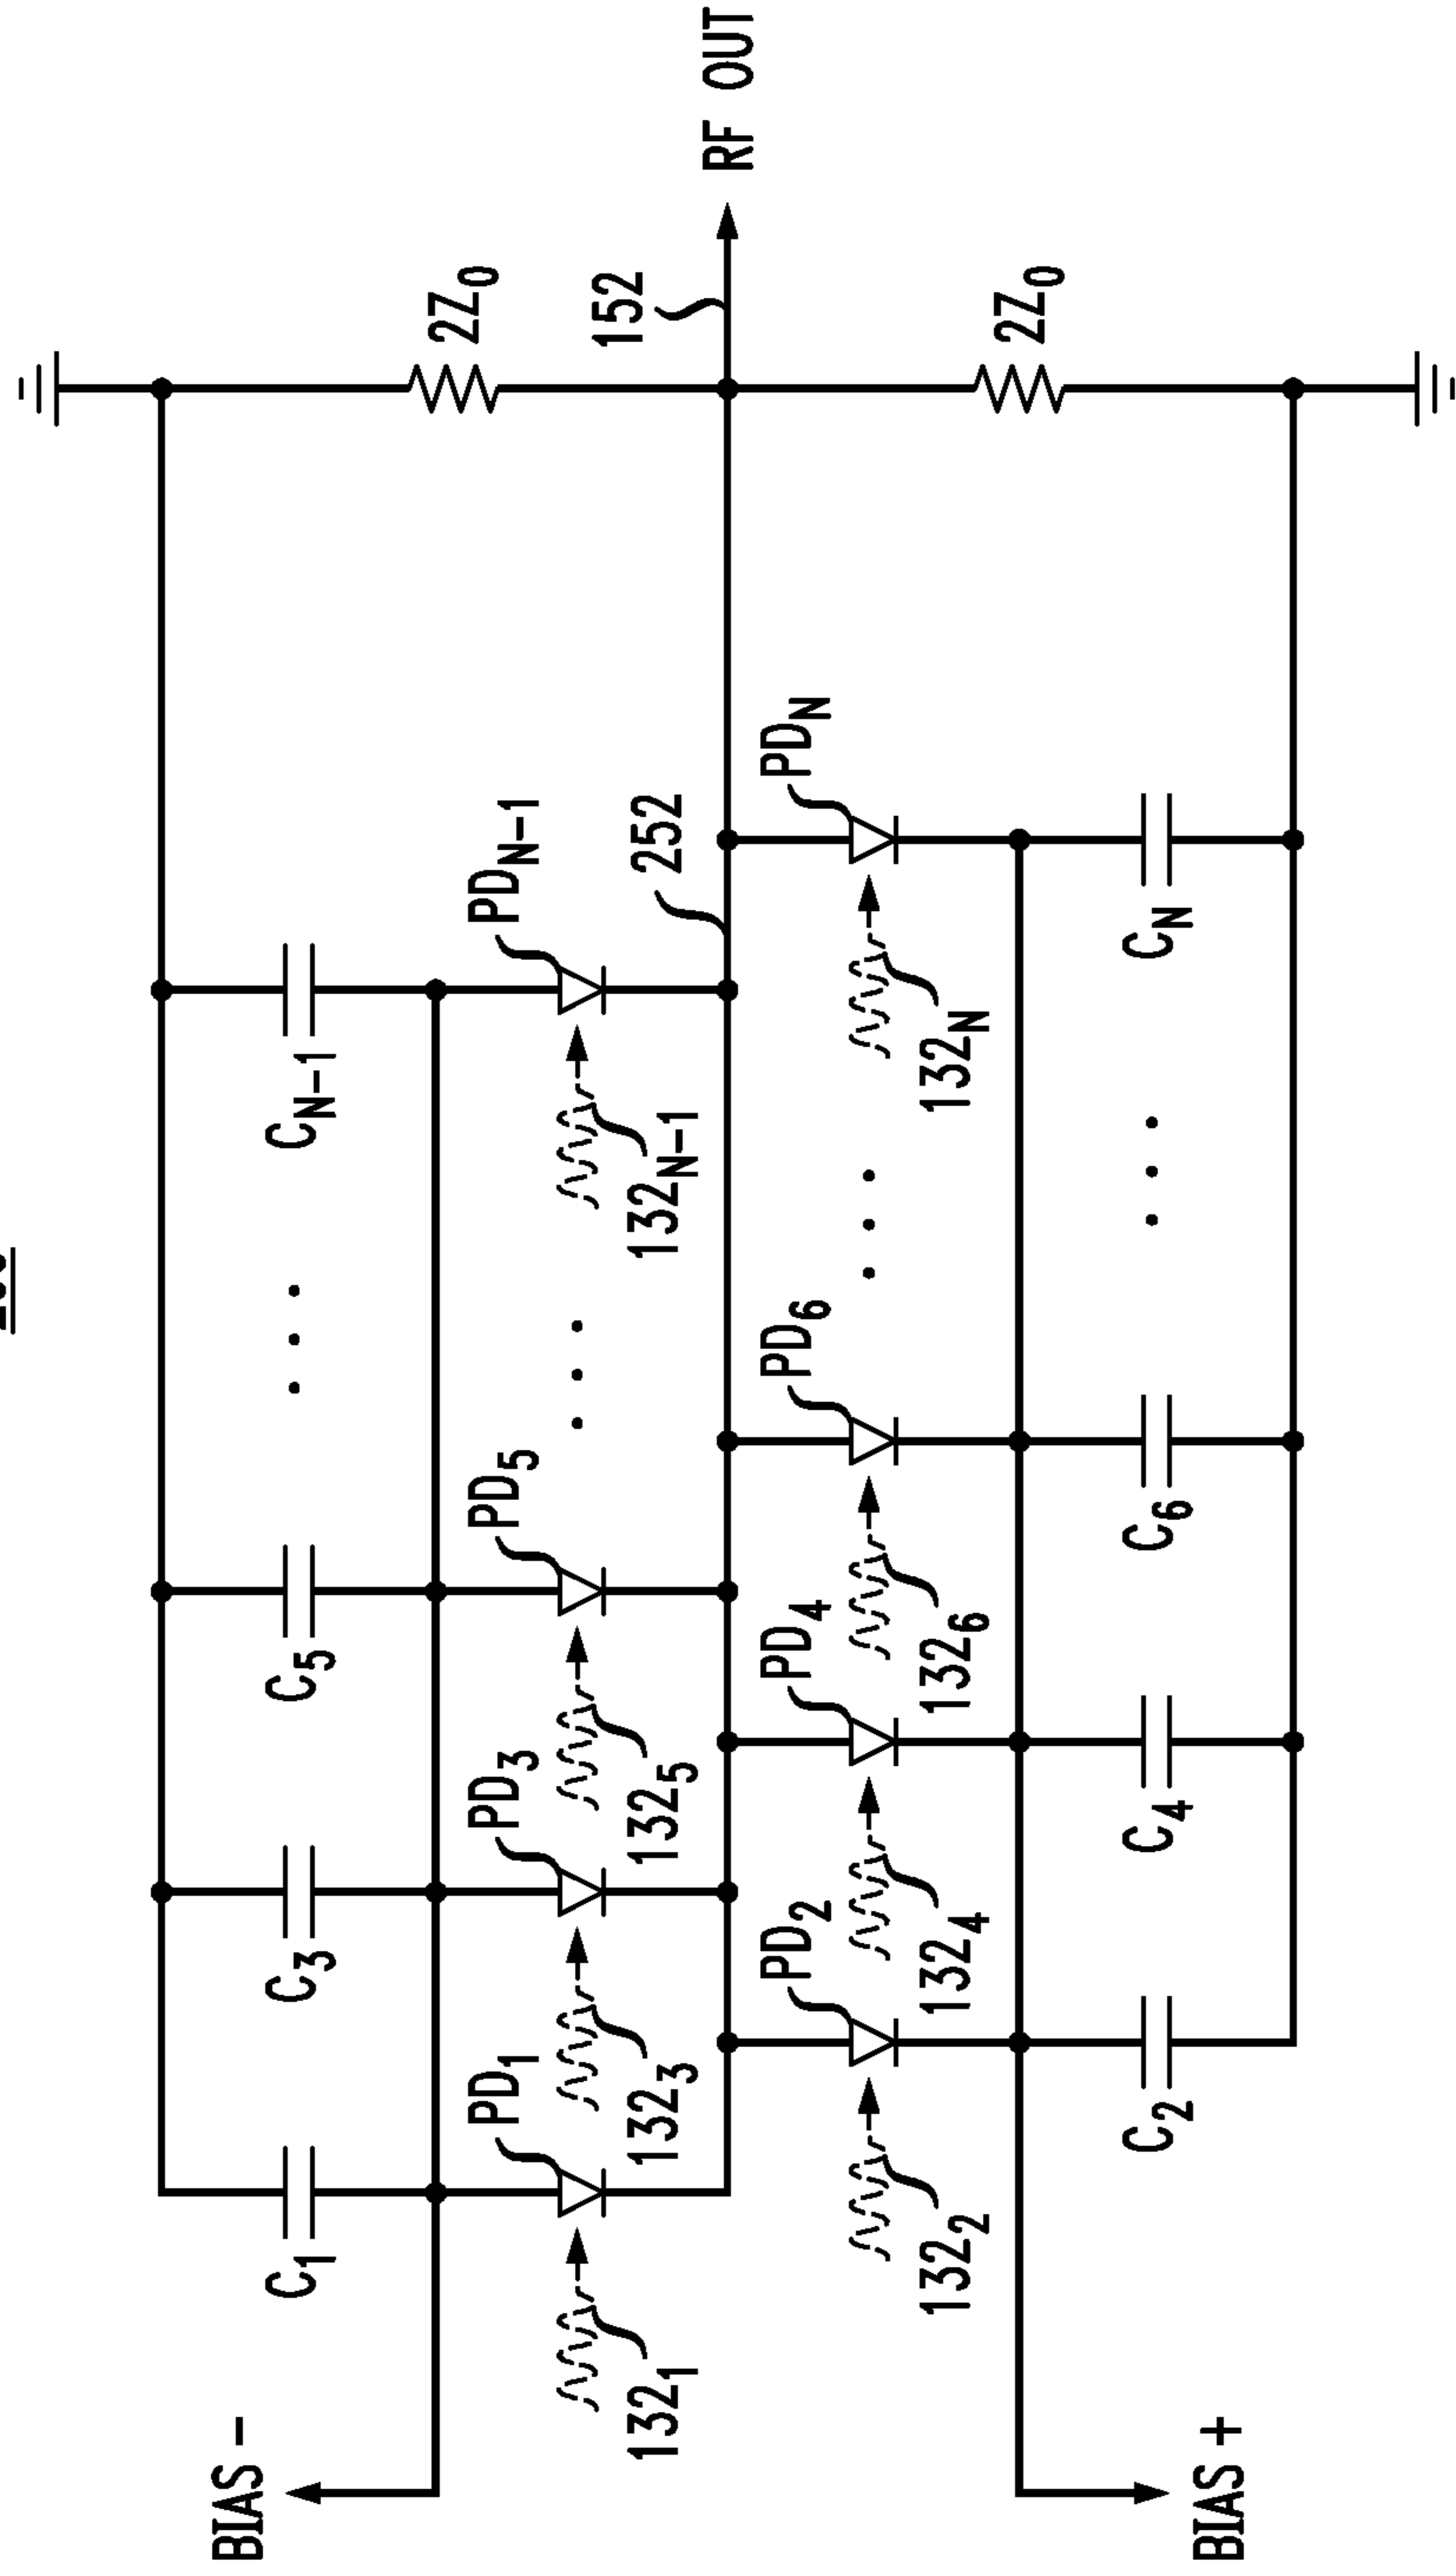 BIAS -
C1
C3
C5
CN-1
2Z0
PD1
PD3
PD5
PDN-1
152
1321
1323
1325
132N-1
252
RF OUT
PD2
PD4
PD6
PDN
1322
1324
1326
132N
2Z0
C2
C4
C6
CN
BIAS +